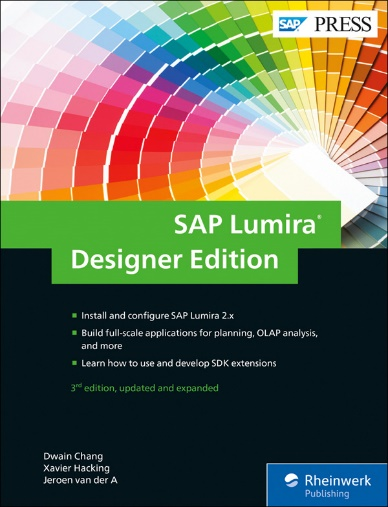 SAP PRESS
SAP Lumira®
Designer Edition
■ Install and configure SAP Lumira 2.x
■ Build full-scale applications for planning, OLAP analysis,
and more
■ Learn how to use and develop SDK extensions
3rd edition, updated and expanded
Dwain Chang
Xavier Hacking
Jeroen van der A
Rheinwerk
Publishing